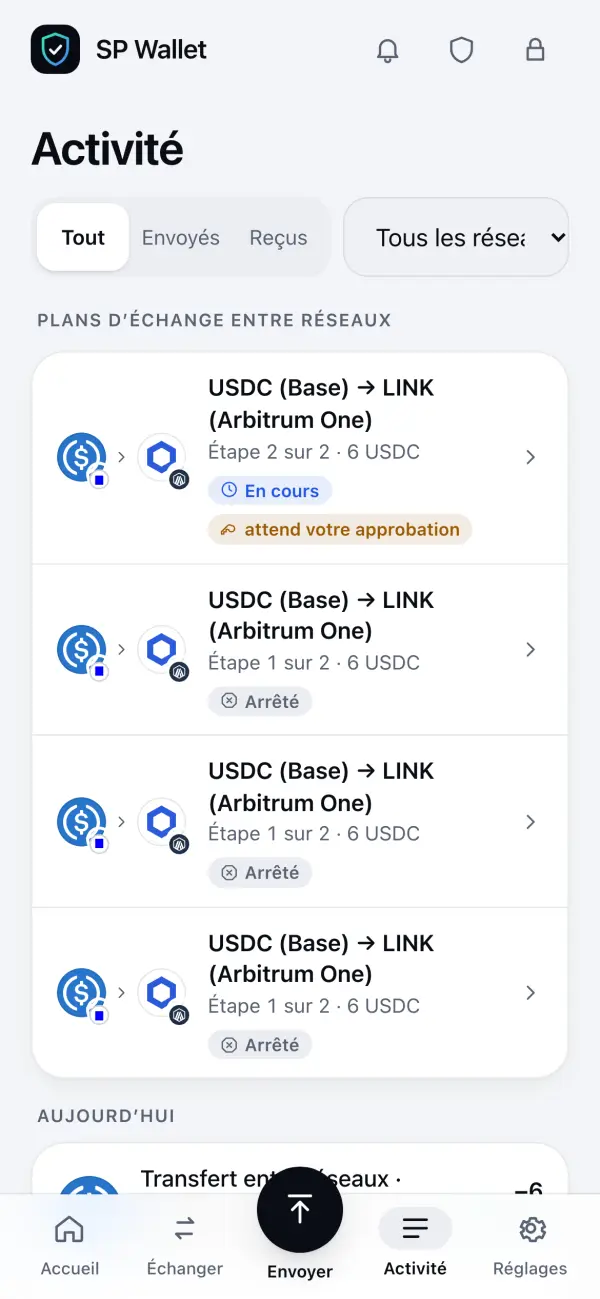 SP Wallet
Activité
Tout
Envoyés
Reçus
Tous les résea
PLANS D’ÉCHANGE ENTRE RÉSEAUX
USDC (Base) → LINK
(Arbitrum One)
Étape 2 sur 2 · 6 USDC
En cours
attend votre approbation
USDC (Base) → LINK
(Arbitrum One)
Étape 1 sur 2 · 6 USDC
Arrêté
USDC (Base) → LINK
(Arbitrum One)
Étape 1 sur 2 · 6 USDC
Arrêté
USDC (Base) → LINK
(Arbitrum One)
Étape 1 sur 2 · 6 USDC
Arrêté
AUJOURD’HUI
Transfert entre réseaux ·
−6
Accueil
Échanger
Envoyer
Activité
Réglages